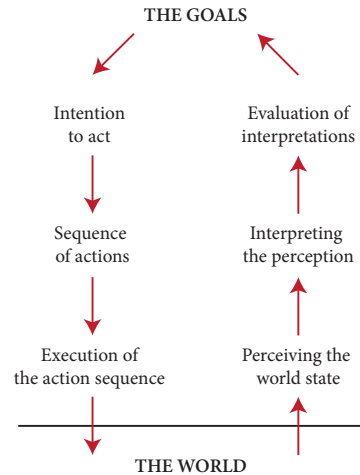 THE GOALS
Intention
to act
Evaluation of
interpretations
Sequence
of actions
Interpreting
the perception
Execution of
the action sequence
Perceiving the
world state
THE WORLD